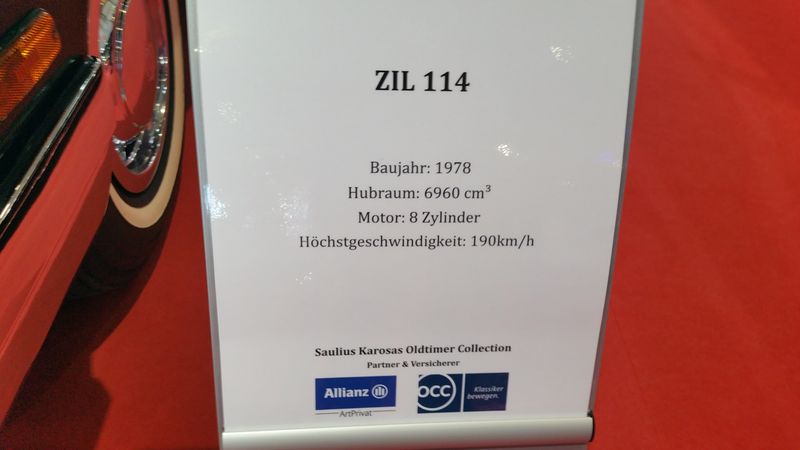 ZIL 114
Baujahr: 1978
Hubraum: 6960 cm³
Motor: 8 Zylinder
Höchstgeschwindigkeit: 190km/h
Saulius Karosas Oldtimer Collection
Partner & Versicherer
Allianz
ArtPrivat
OCC
Klassiker
bewegen.